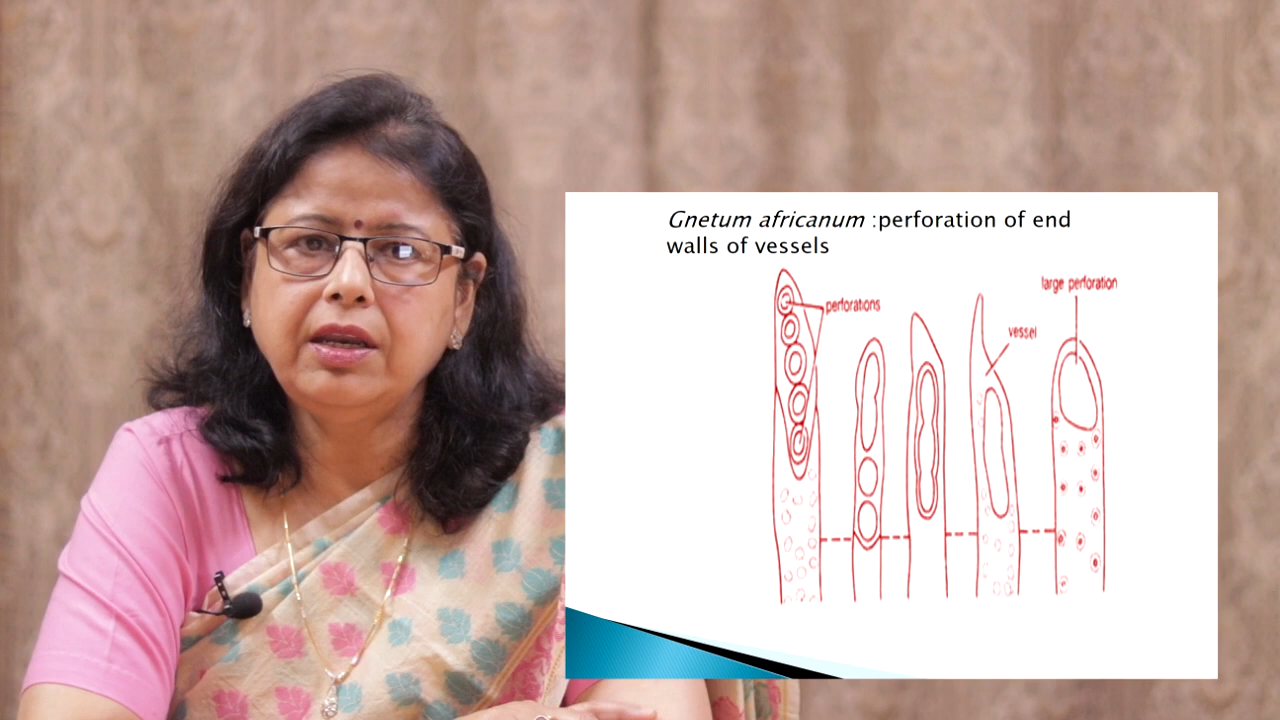 Gnetum africanum :perforation of end
walls of vessels
large perforation
perforations
vessel